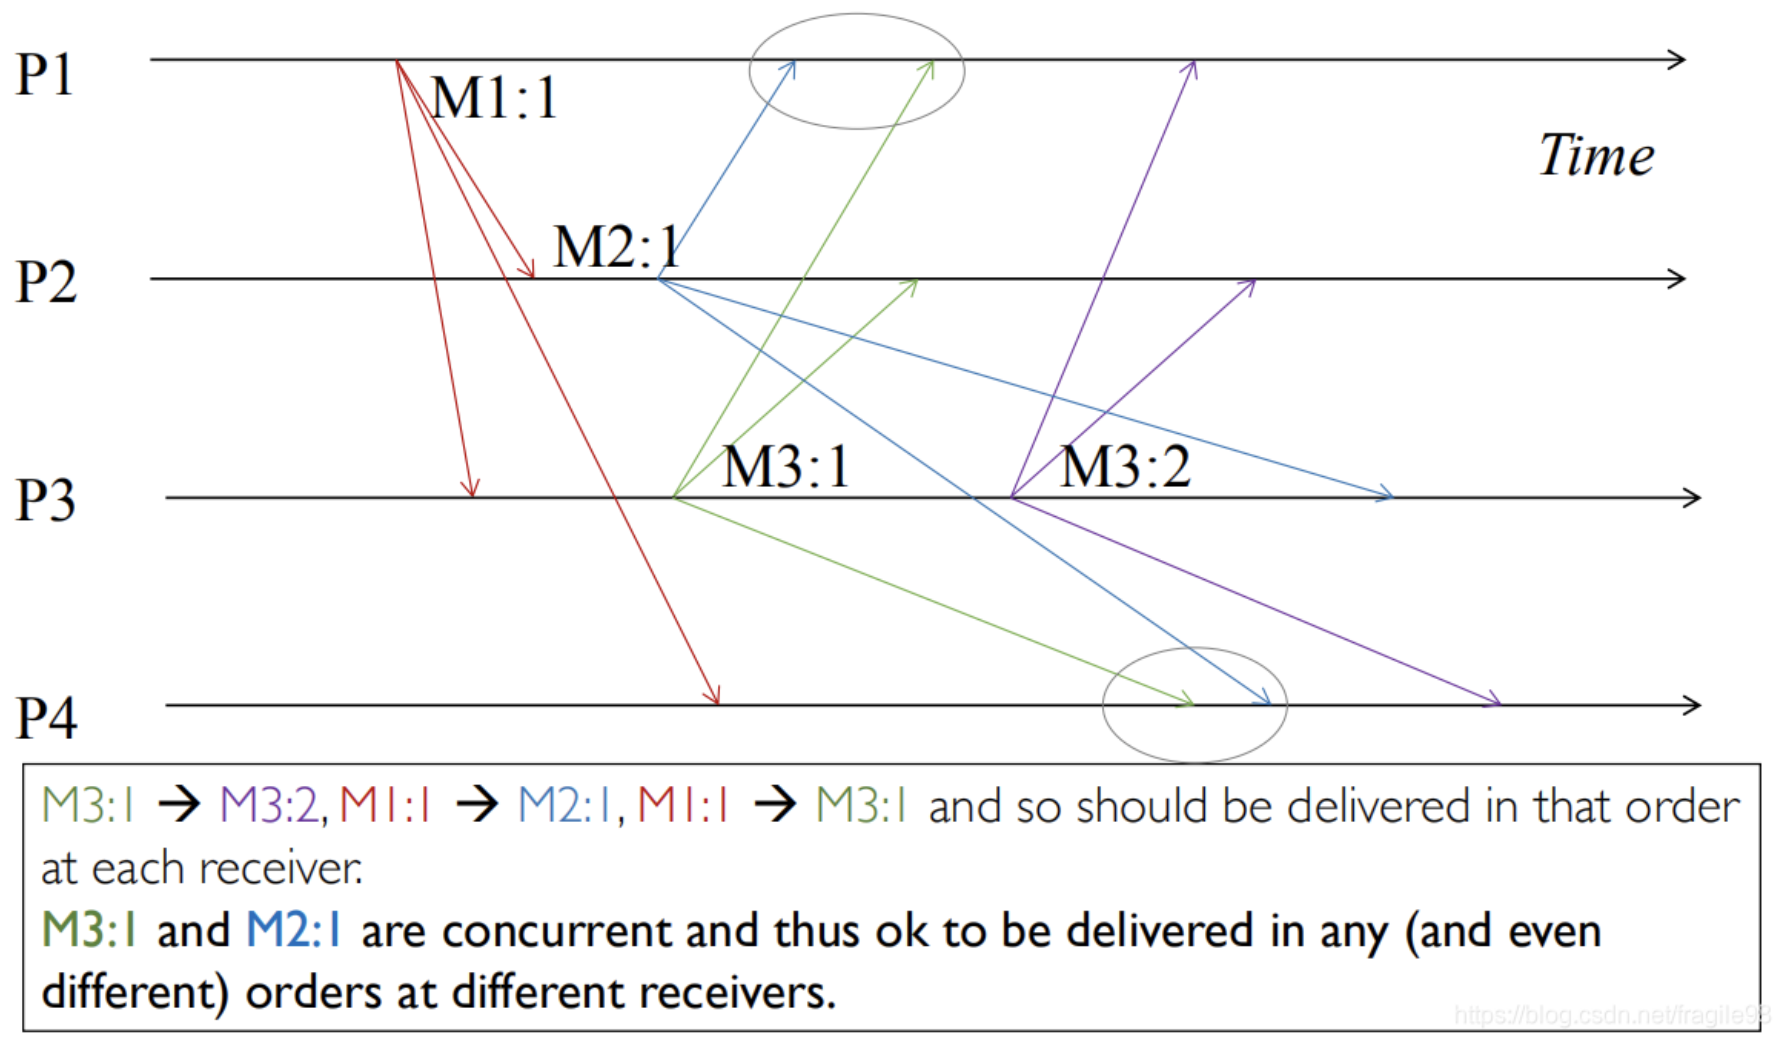 P1
M1:1
Time
M2:1
P2
M3:1
M3:2
P3
P4
M3:1 → M3:2, M1:1 → M2:1, M1:1 → M3:1 and so should be delivered in that order
at each receiver.
M3:1 and M2:1 are concurrent and thus ok to be delivered in any (and even
different) orders at different receivers.
https://blog.csdn.net/fragile98